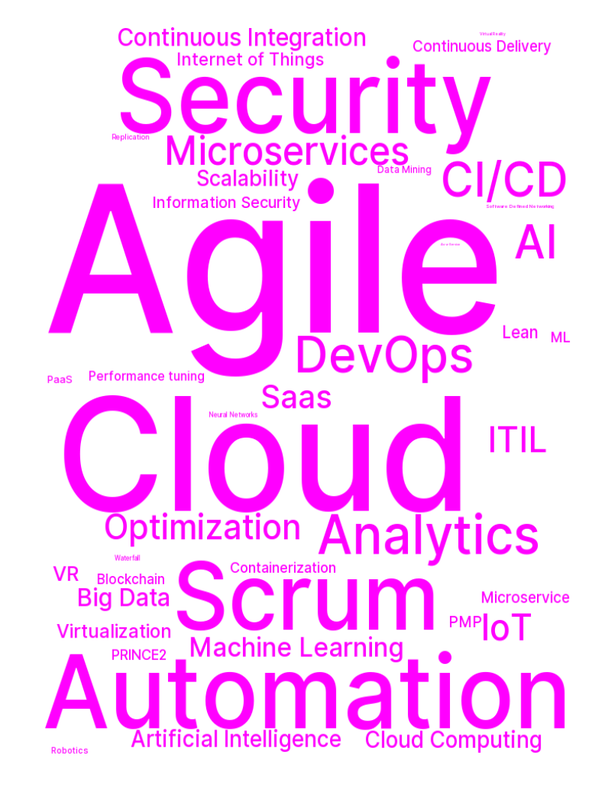 Virtual Reality
Continuous Integration
Continuous Delivery
Internet of Things
Security
Replication
Microservices
Data Mining
CI/CD
Scalability
Information Security
Software Defined Networking
Agile
AI
Lean
ML
DevOps
PaaS
Performance tuning
Saas
Neural Networks
Cloud
ITIL
Optimization
Analytics
Waterfall
Containerization
VR
Blockchain
Scrum
Big Data
Microservice
PMP
IoT
Virtualization
Machine Learning
PRINCE2
Automation
Artificial Intelligence
Cloud Computing
Robotics